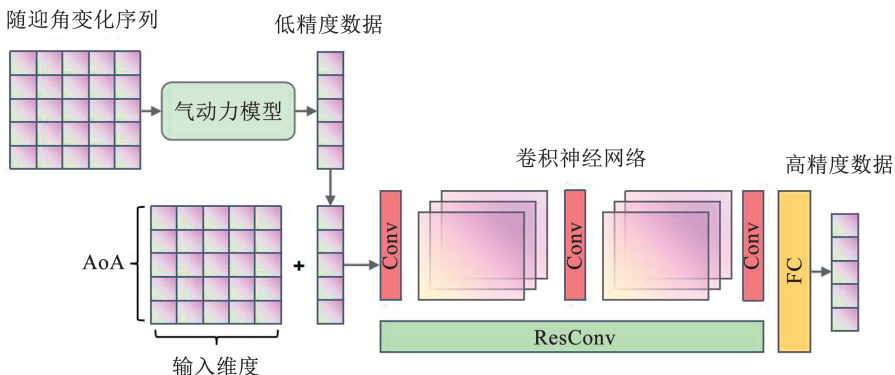 随迎角变化序列
低精度数据
气动力模型
卷积神经网络
高精度数据
AoA
+
Conv
Conv
Conv
FC
ResConv
输入维度